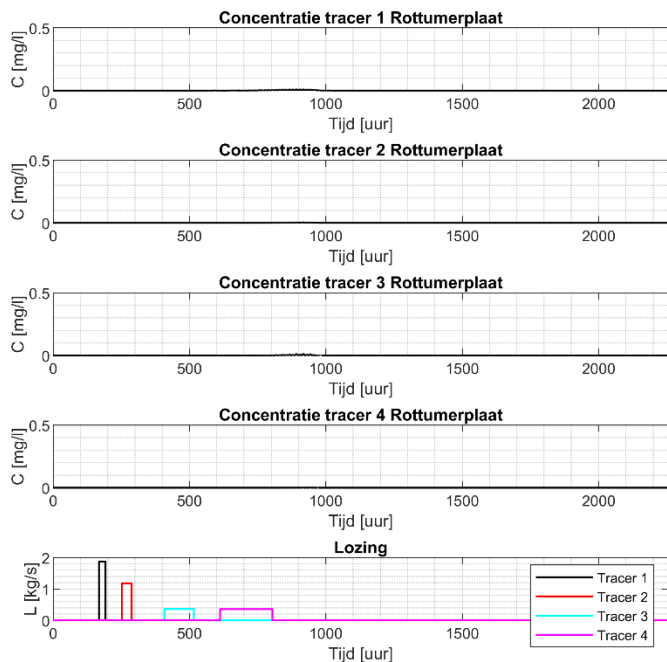 Concentratie tracer 1 Rottumerplaat
C [mg/l]
0.5
0
0 500 1000 1500 2000
Tijd [uur]
Concentratie tracer 2 Rottumerplaat
C [mg/l]
0.5
0
0 500 1000 1500 2000
Tijd [uur]
Concentratie tracer 3 Rottumerplaat
C [mg/l]
0.5
0
0 500 1000 1500 2000
Tijd [uur]
Concentratie tracer 4 Rottumerplaat
C [mg/l]
0.5
0
0 500 1000 1500 2000
Tijd [uur]
Lozing
L [kg/s]
2
1
0
Tracer 1
Tracer 2
Tracer 3
Tracer 4
0 500 1000 1500 2000
Tijd [uur]